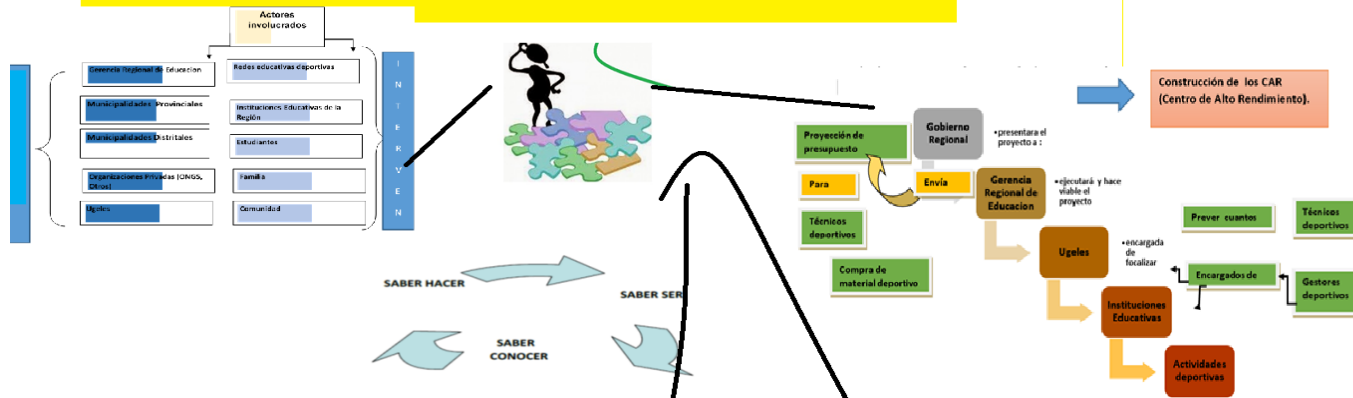 Actores
involucrados
Gerencia Regional de Educacion
Municipalidades Provinciales
Municipalidades Distritales
Organizaciones Privadas (ONGS,
Otros)
Ugeles
Redes educativas deportivas
Instituciones Educativas de la
Región
Estudiantes
Familia
Comunidad
I
N
T
E
R
V
E
N
SABER HACER
SABER SER
SABER
CONOCER
Proyección de
presupuesto
Para
Técnicos
deportivos
Compra de
material deportivo
Gobierno
Regional
•presentara el
proyecto a :
Envía
Gerencia
Regional de
Educacion
•ejecutará y hace
viable el
proyecto
Ugeles
•encargada
de
focalizar
Instituciones
Educativas
Actividades
deportivas
Prever cuantos
Técnicos
deportivos
Encargados de
Gestores
deportivos
Construcción de los CAR
(Centro de Alto Rendimiento).